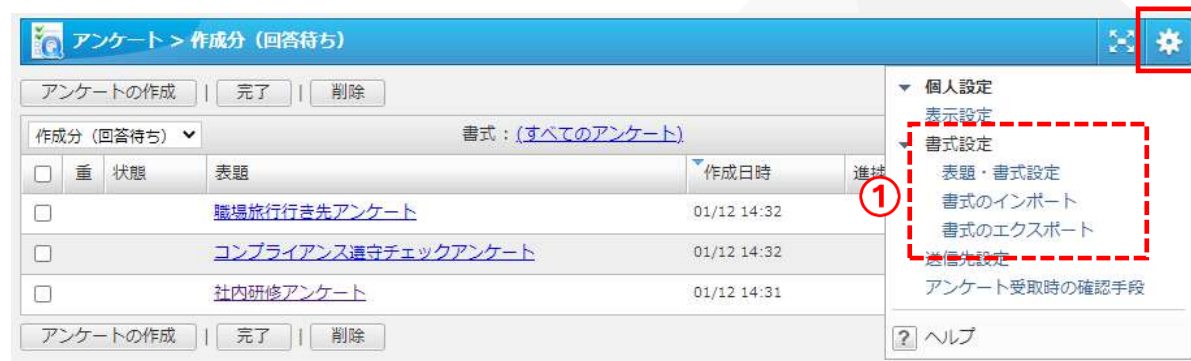 アンケート > 作成分（回答待ち）
アンケートの作成 | 完了 | 削除
作成分（回答待ち） 書式：(すべてのアンケート)
重 状態 表題 作成日時 進捗
職場旅行行き先アンケート 01/12 14:32
コンプライアンス遵守チェックアンケート 01/12 14:32
社内研修アンケート 01/12 14:31
アンケートの作成 | 完了 | 削除
個人設定
表示設定
①
書式設定
表題・書式設定
書式のインポート
書式のエクスポート
送信先設定
アンケート受取時の確認手段
? ヘルプ